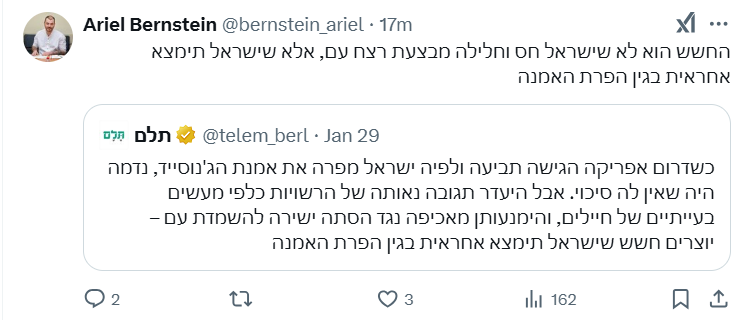 Ariel Bernstein @bernstein_ariel · 17m
החשש הוא לא שישראל חס וחלילה מבצעת רצח עם, אלא שישראל תימצא
אחראית בגין הפרת האמנה
תלם תלם @telem_berl · Jan 29
כשדרום אפריקה הגישה תביעה ולפיה ישראל מפרה את אמנת הג'נוסייד, נדמה
היה שאין לה סיכוי. אבל היעדר תגובה נאותה של הרשויות כלפי מעשים
בעייתיים של חיילים, והימנעותן מאכיפה נגד הסתה ישירה להשמדת עם –
יוצרים חשש שישראל תימצא אחראית בגין הפרת האמנה
2 3 162